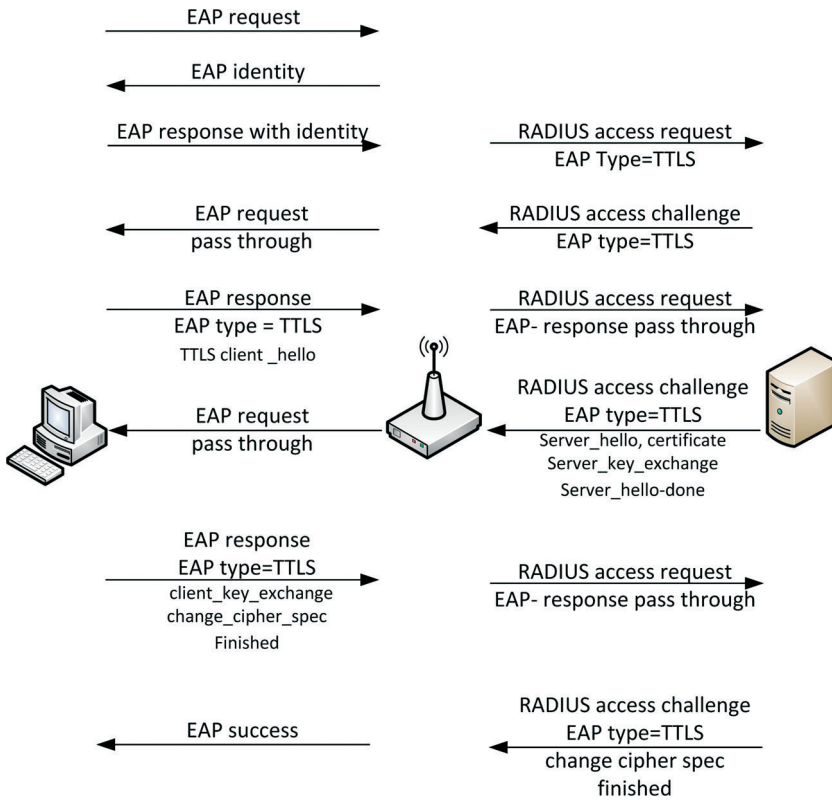 EAP request
EAP identity
EAP response with identity
RADIUS access request
EAP Type=TTLS
EAP request
pass through
RADIUS access challenge
EAP type=TTLS
EAP response
EAP type = TTLS
TTLS client _hello
RADIUS access request
EAP- response pass through
EAP request
pass through
RADIUS access challenge
EAP type=TTLS
Server_hello, certificate
Server_key_exchange
Server_hello-done
EAP response
EAP type=TTLS
client_key_exchange
change_cipher_spec
Finished
RADIUS access request
EAP- response pass through
EAP success
RADIUS access challenge
EAP type=TTLS
change cipher spec
finished